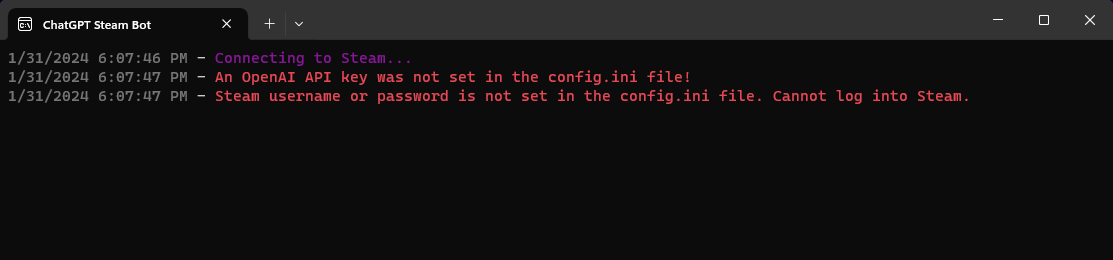 ChatGPT Steam Bot
1/31/2024 6:07:46 PM - Connecting to Steam...
1/31/2024 6:07:47 PM - An OpenAI API key was not set in the config.ini file!
1/31/2024 6:07:47 PM - Steam username or password is not set in the config.ini file. Cannot log into Steam.